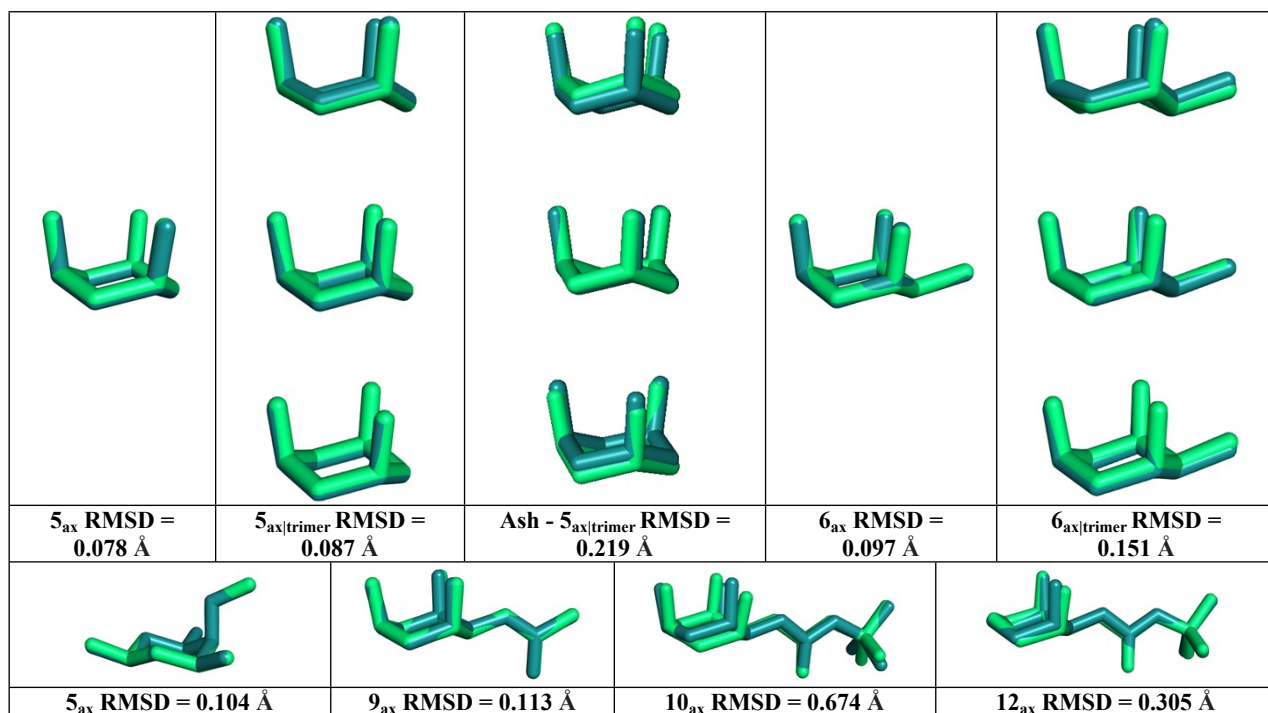 5ax RMSD =
0.078 Å
5ax|trimer RMSD =
0.087 Å
Ash - 5ax|trimer RMSD =
0.219 Å
6ax RMSD =
0.097 Å
6ax|trimer RMSD =
0.151 Å
5ax RMSD = 0.104 Å
9ax RMSD = 0.113 Å
10ax RMSD = 0.674 Å
12ax RMSD = 0.305 Å